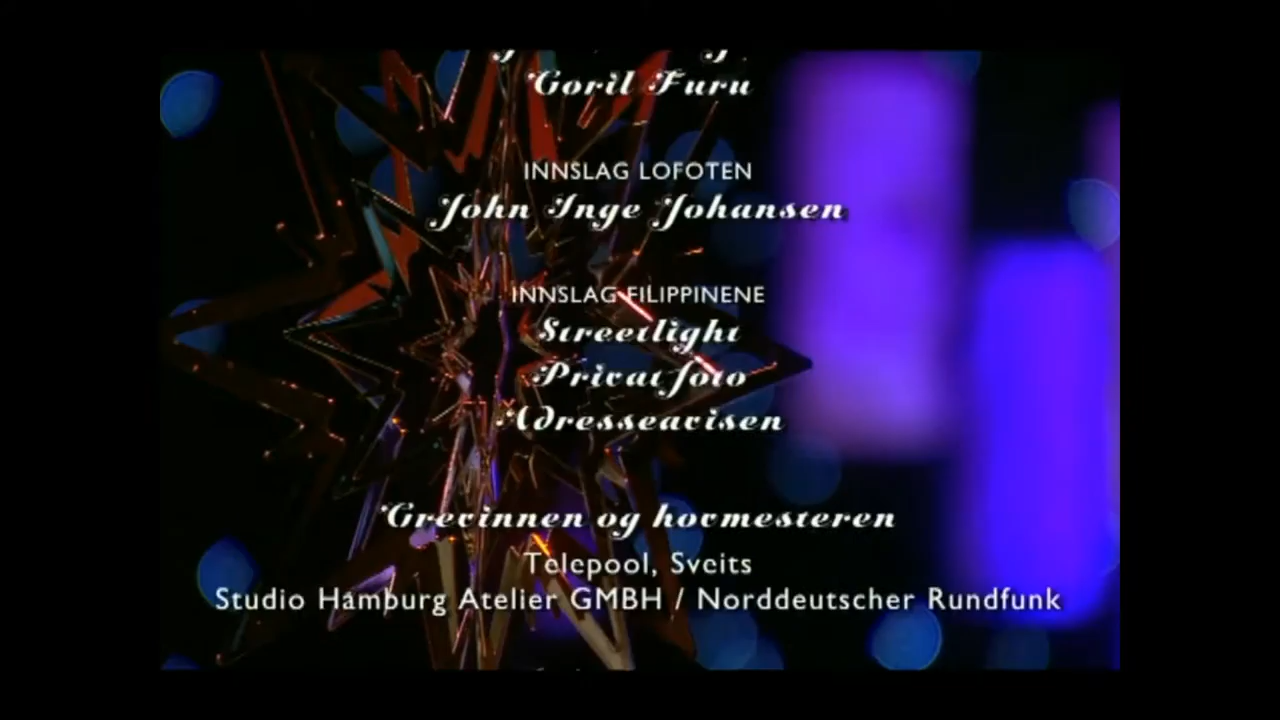 Goril Furu
INNSLAG LOFOTEN
John Inge Johansen
INNSLAG FILIPPINENE
Streetlight
Privat foto
Adresseavisen
Grevinnen og hovmesteren
Telepool, Sveits
Studio Hamburg Atelier GMBH / Norddeutscher Rundfunk